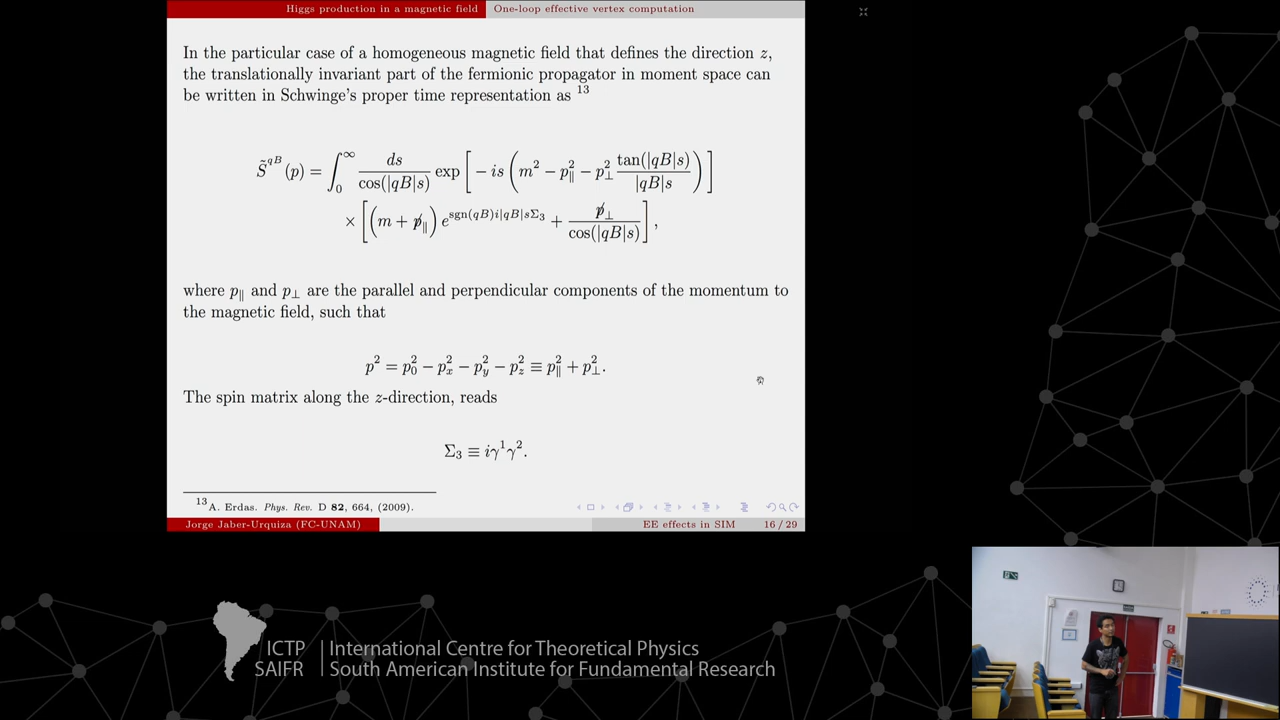 Higgs production in a magnetic field One-loop effective vertex computation
In the particular case of a homogeneous magnetic field that defines the direction z,
the translationally invariant part of the fermionic propagator in moment space can
be written in Schwinge's proper time representation as ¹³
S̃^{qB}(p) = ∫_0^∞ ds/cos(|qB|s) exp[ − is ( m² − p_∥² − p_⊥² tan(|qB|s)/(|qB|s) ) ]
× [ (m + p̸_∥) e^{sgn(qB)i|qB|sΣ₃} + p̸_⊥/cos(|qB|s) ] ,
where p_∥ and p_⊥ are the parallel and perpendicular components of the momentum to
the magnetic field, such that
p² = p₀² − p_x² − p_y² − p_z² ≡ p_∥² + p_⊥².
The spin matrix along the z-direction, reads
Σ₃ ≡ iγ¹γ².
¹³A. Erdas. Phys. Rev. D 82, 664, (2009).
Jorge Jaber-Urquiza (FC-UNAM) EE effects in SIM 16 / 29
ICTP International Centre for Theoretical Physics
SAIFR South American Institute for Fundamental Research